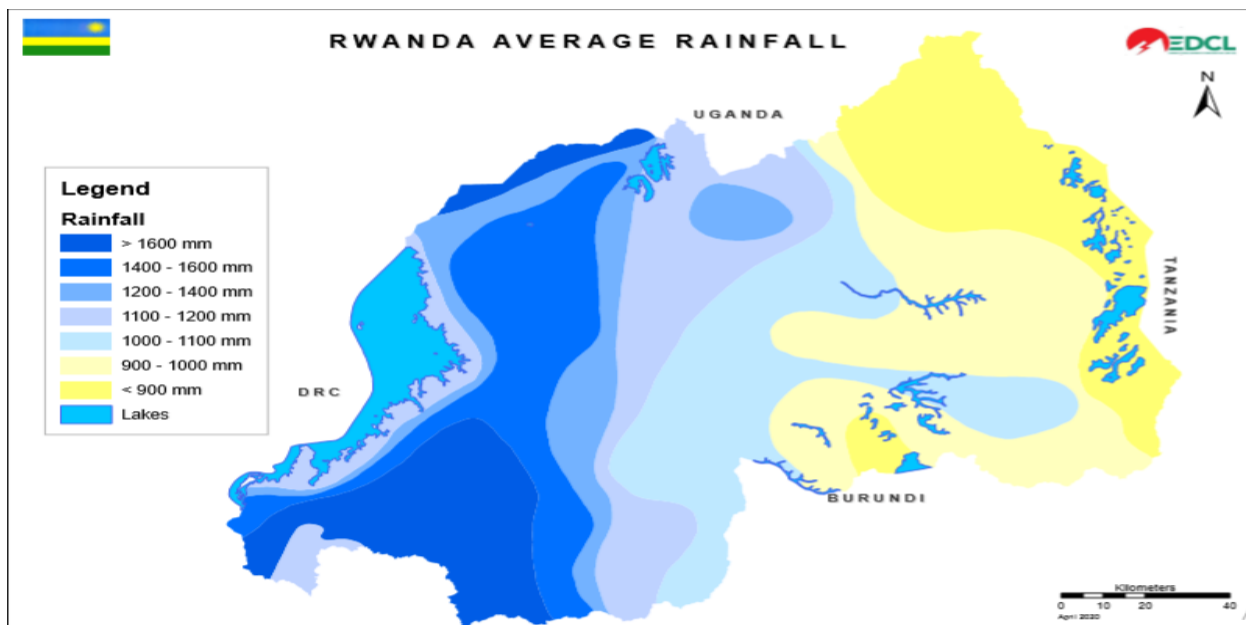 RWANDA AVERAGE RAINFALL
EDCL
N
UGANDA
Legend
Rainfall
> 1600 mm
1400 - 1600 mm
1200 - 1400 mm
1100 - 1200 mm
1000 - 1100 mm
900 - 1000 mm
< 900 mm
Lakes
TANZANIA
DRC
BURUNDI
Kilometers
0 10 20 40
April 2020